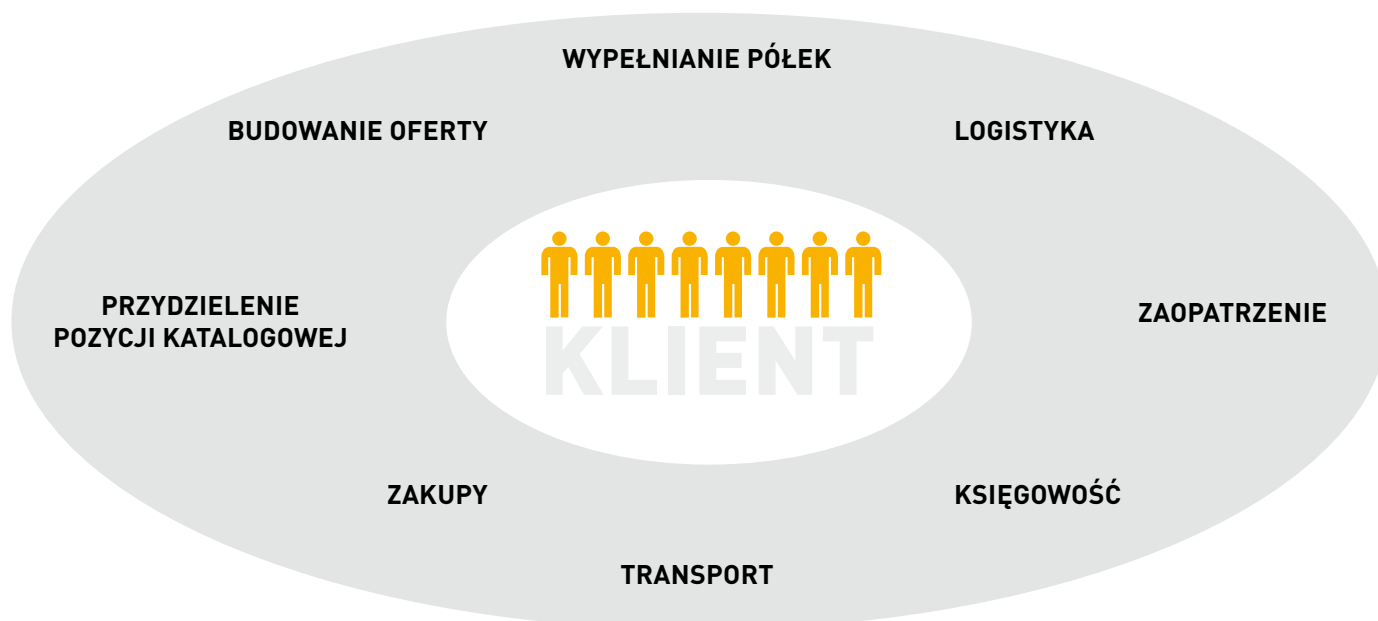 WYPEŁNIANIE PÓŁEK
BUDOWANIE OFERTY
LOGISTYKA
PRZYDZIELENIE
POZYCJI KATALOGOWEJ
ZAOPATRZENIE
KLIENT
ZAKUPY
KSIĘGOWOŚĆ
TRANSPORT